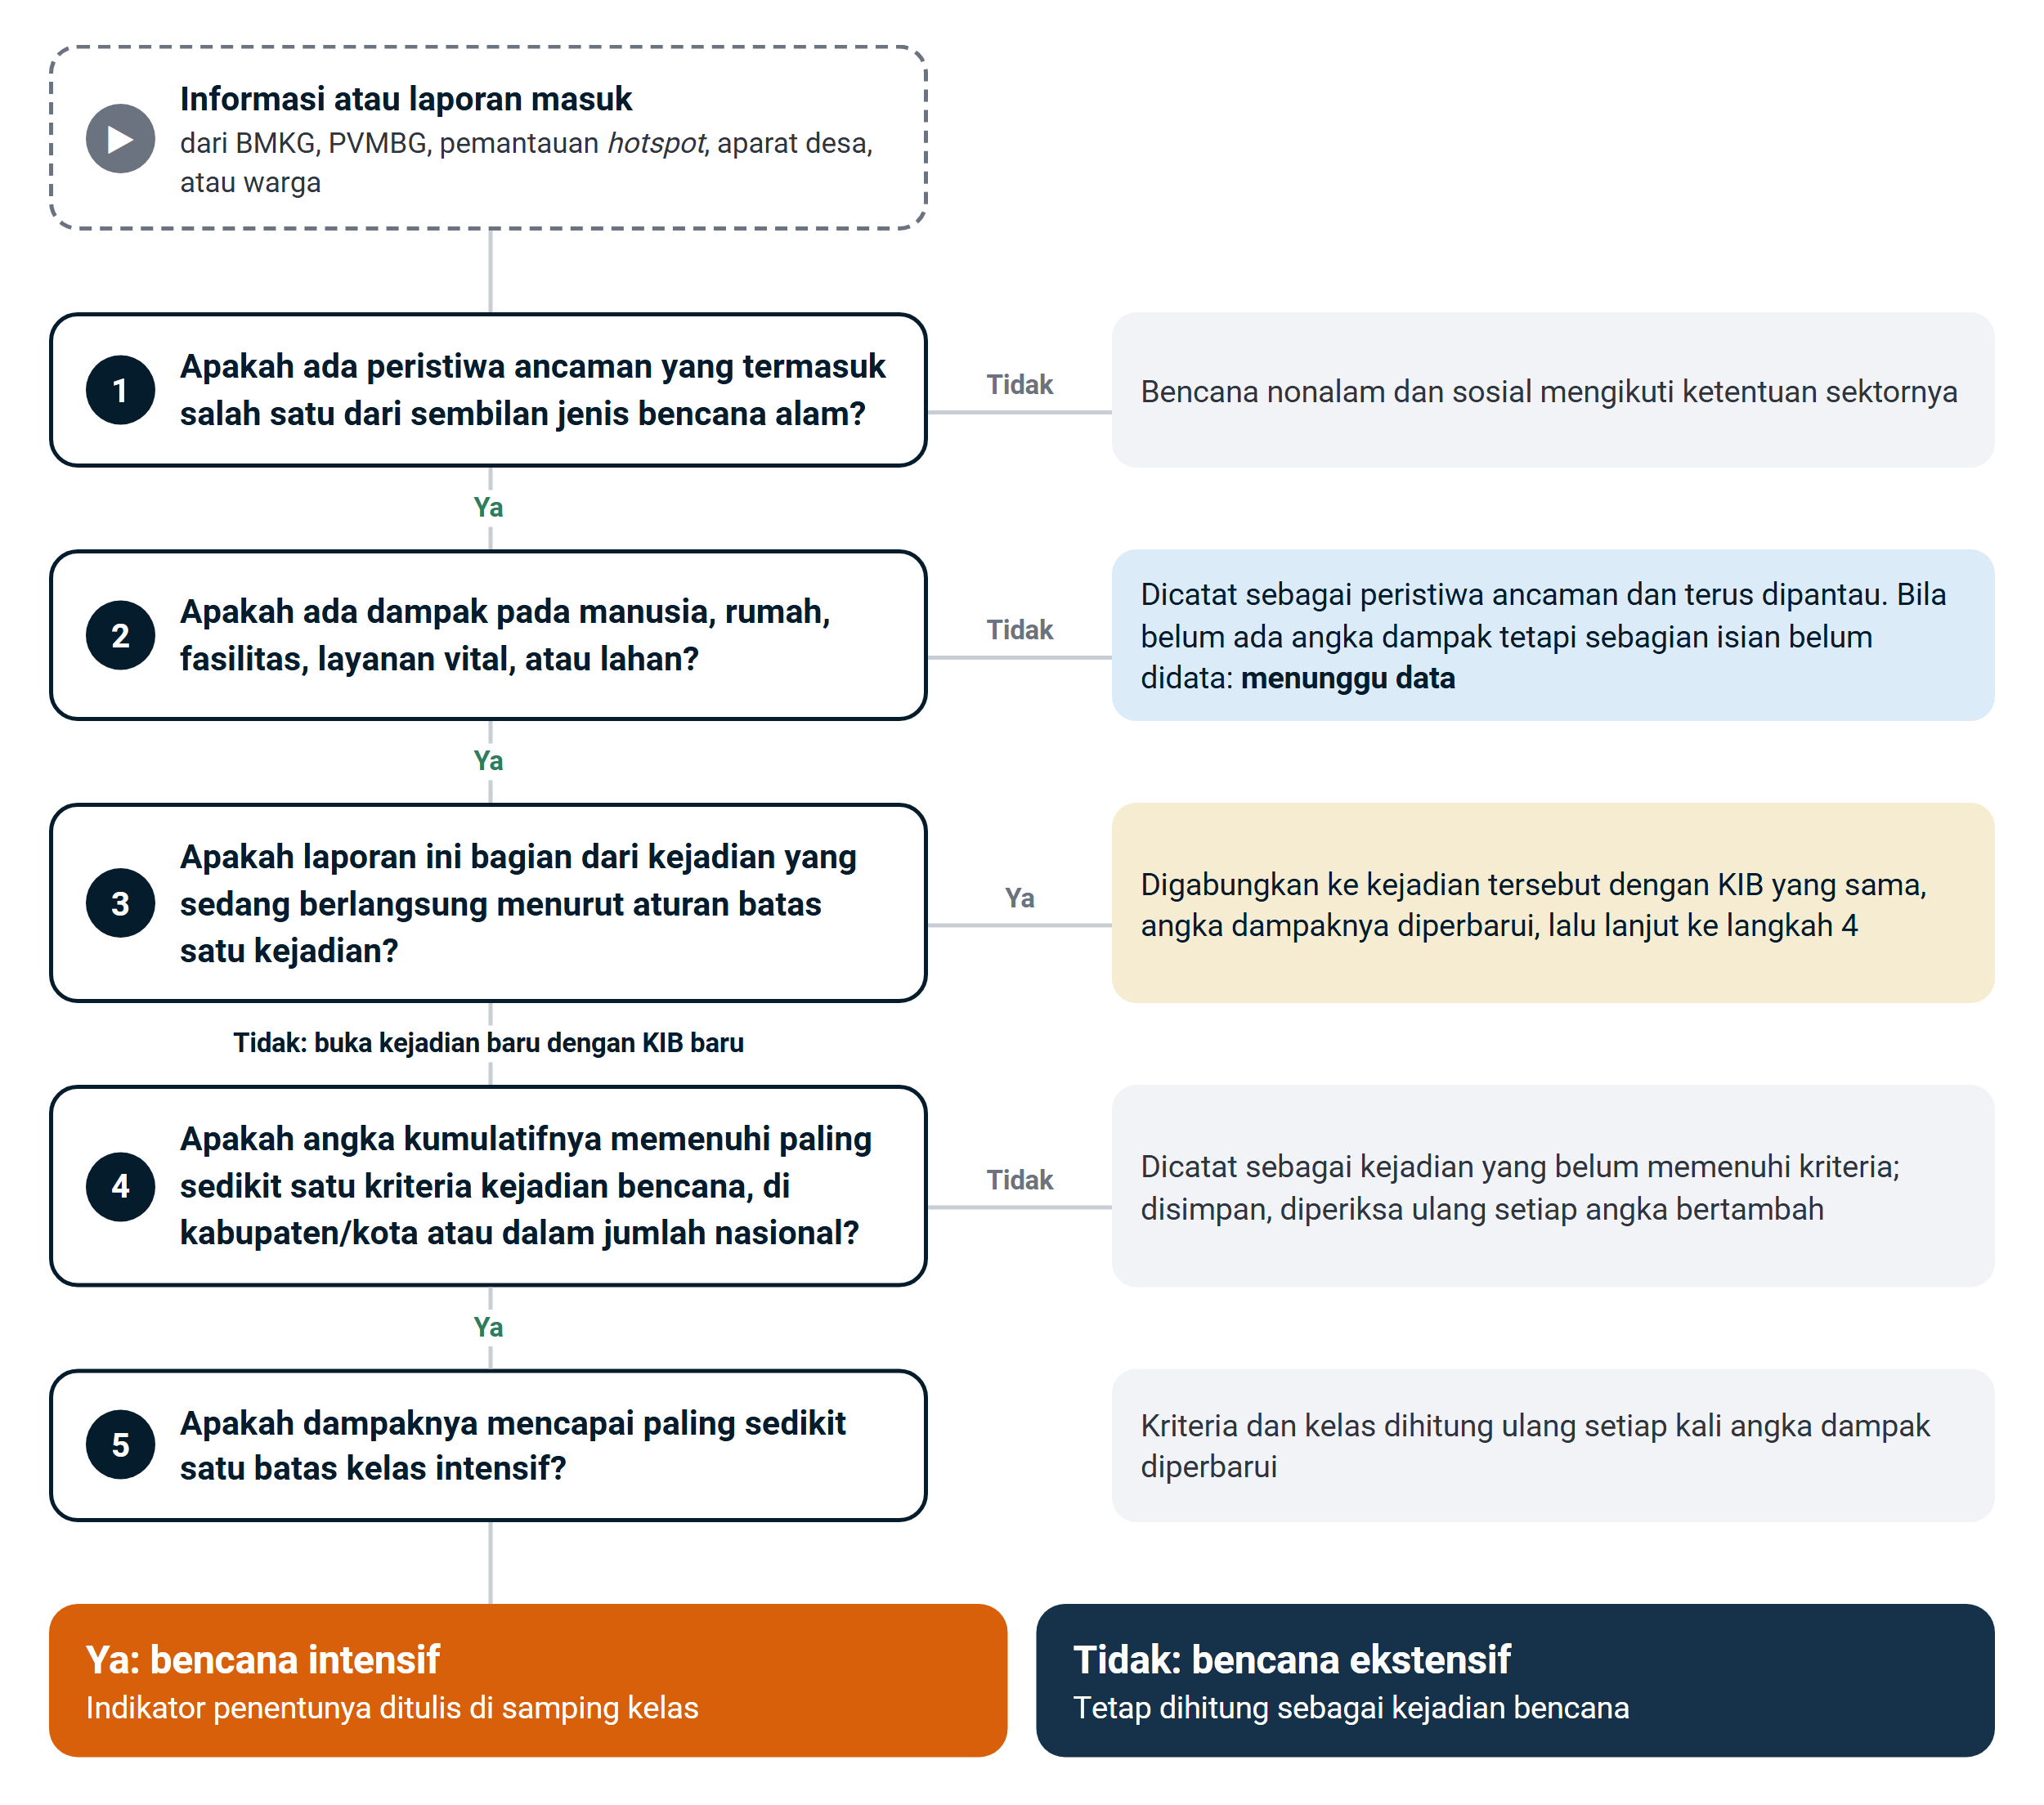 Informasi atau laporan masuk
dari BMKG, PVMBG, pemantauan hotspot, aparat desa,
atau warga
1
Apakah ada peristiwa ancaman yang termasuk
salah satu dari sembilan jenis bencana alam?
Tidak
Bencana nonalam dan sosial mengikuti ketentuan sektornya
Ya
2
Apakah ada dampak pada manusia, rumah,
fasilitas, layanan vital, atau lahan?
Tidak
Dicatat sebagai peristiwa ancaman dan terus dipantau. Bila
belum ada angka dampak tetapi sebagian isian belum
didata: menunggu data
Ya
3
Apakah laporan ini bagian dari kejadian yang
sedang berlangsung menurut aturan batas
satu kejadian?
Ya
Digabungkan ke kejadian tersebut dengan KIB yang sama,
angka dampaknya diperbarui, lalu lanjut ke langkah 4
Tidak: buka kejadian baru dengan KIB baru
4
Apakah angka kumulatifnya memenuhi paling
sedikit satu kriteria kejadian bencana, di
kabupaten/kota atau dalam jumlah nasional?
Tidak
Dicatat sebagai kejadian yang belum memenuhi kriteria;
disimpan, diperiksa ulang setiap angka bertambah
Ya
5
Apakah dampaknya mencapai paling sedikit
satu batas kelas intensif?
Kriteria dan kelas dihitung ulang setiap kali angka dampak
diperbarui
Ya: bencana intensif
Indikator penentunya ditulis di samping kelas
Tidak: bencana ekstensif
Tetap dihitung sebagai kejadian bencana